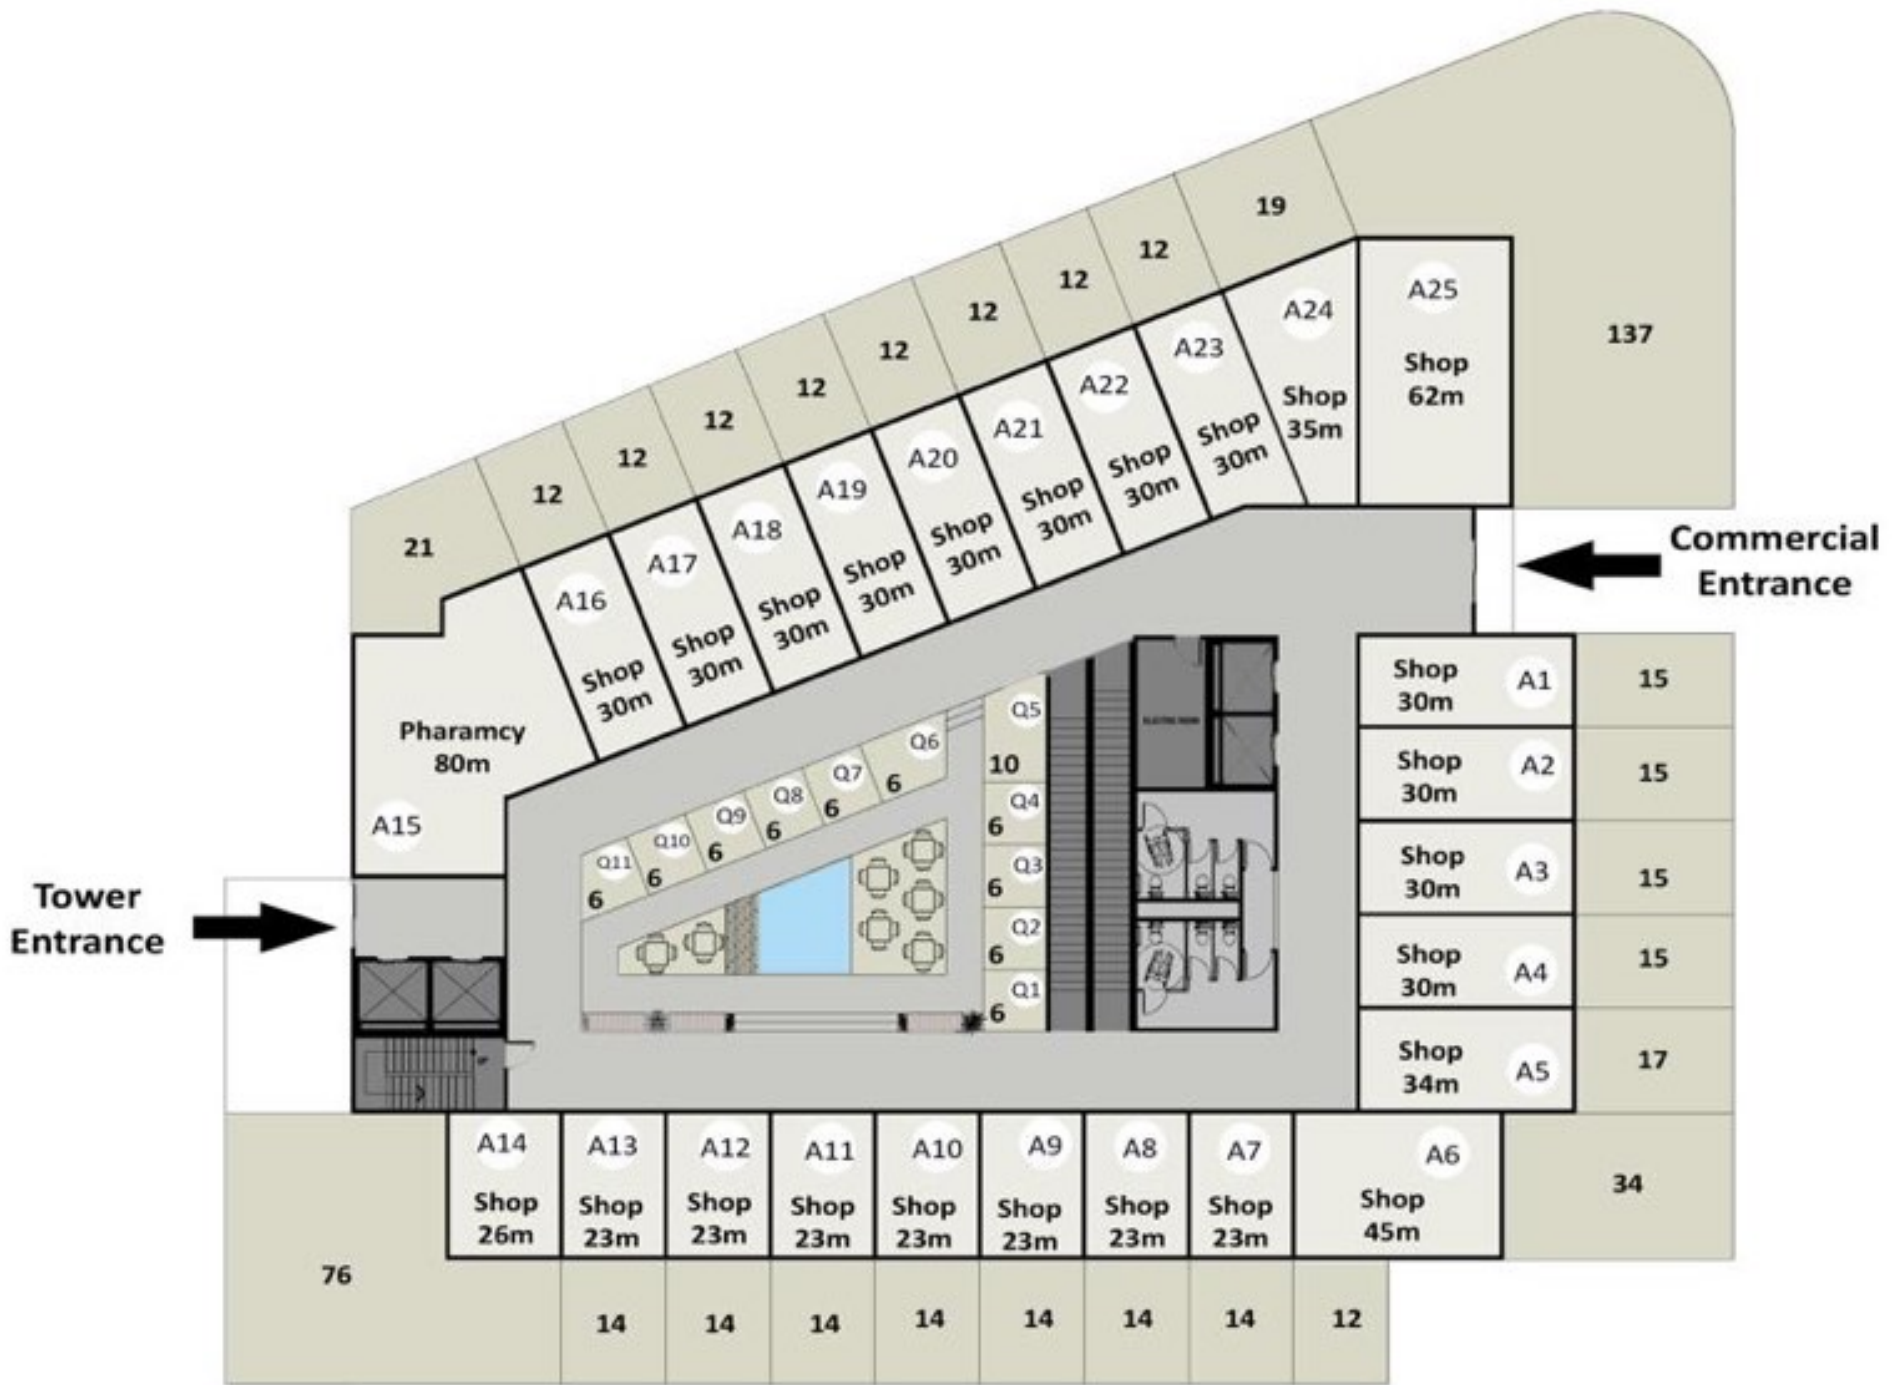 19
12
12
12
12
12
12
12
12
21
137
A25
Shop
62m
A24
Shop
35m
A23
Shop
30m
A22
Shop
30m
A21
Shop
30m
A20
Shop
30m
A19
Shop
30m
A18
Shop
30m
A17
Shop
30m
A16
Shop
30m
Pharamcy
80m
A15
Commercial
Entrance
Tower
Entrance
Q5
10
Q4
6
Q3
6
Q2
6
Q1
6
Q6
6
Q7
6
Q8
6
Q9
6
Q10
6
Q11
6
Shop
30m
A1
15
Shop
30m
A2
15
Shop
30m
A3
15
Shop
30m
A4
15
Shop
34m
A5
17
A14
Shop
26m
A13
Shop
23m
A12
Shop
23m
A11
Shop
23m
A10
Shop
23m
A9
Shop
23m
A8
Shop
23m
A7
Shop
23m
A6
Shop
45m
34
76
14
14
14
14
14
14
14
12